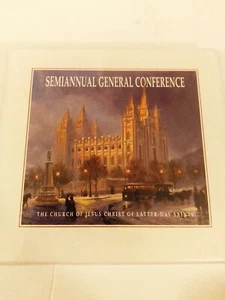 SEMIANNUAL GENERAL CONFERENCE
THE CHURCH OF JESUS CHRIST OF LATTER-DAY SAINTS